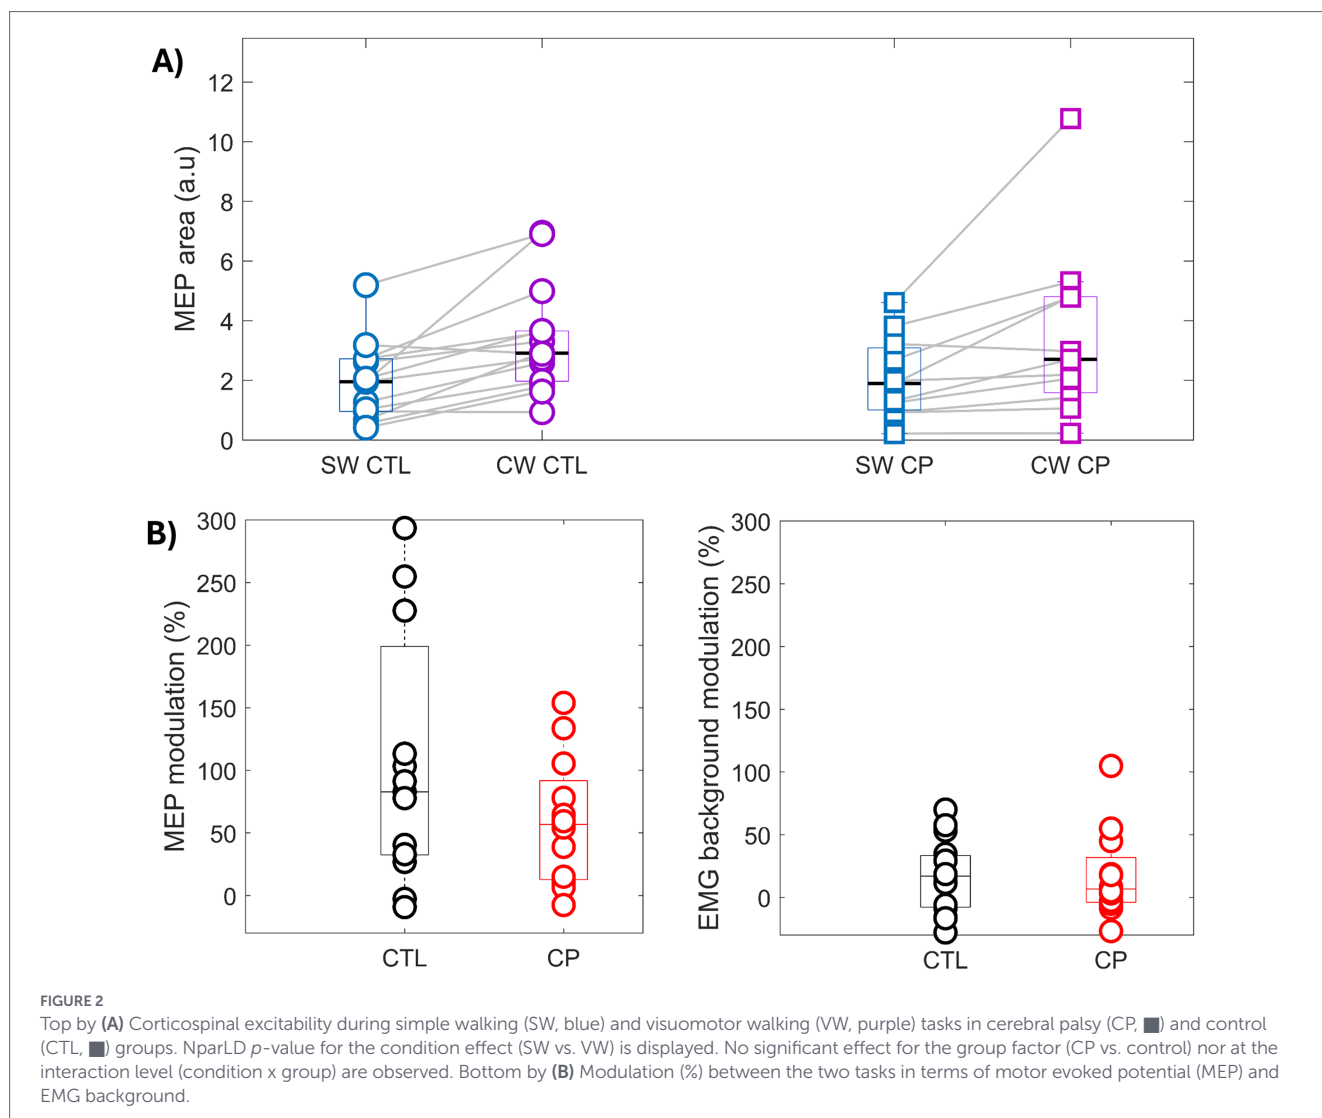 A)
12
10
8
6
4
2
0
MEP area (a.u)
SW CTL
CW CTL
SW CP
CW CP
B)
300
250
200
150
100
50
0
MEP modulation (%)
CTL
CP
300
250
200
150
100
50
0
EMG background modulation (%)
CTL
CP
FIGURE 2
Top by (A) Corticospinal excitability during simple walking (SW, blue) and visuomotor walking (VW, purple) tasks in cerebral palsy (CP, ■) and control
(CTL, ■) groups. NparLD p-value for the condition effect (SW vs. VW) is displayed. No significant effect for the group factor (CP vs. control) nor at the
interaction level (condition x group) are observed. Bottom by (B) Modulation (%) between the two tasks in terms of motor evoked potential (MEP) and
EMG background.